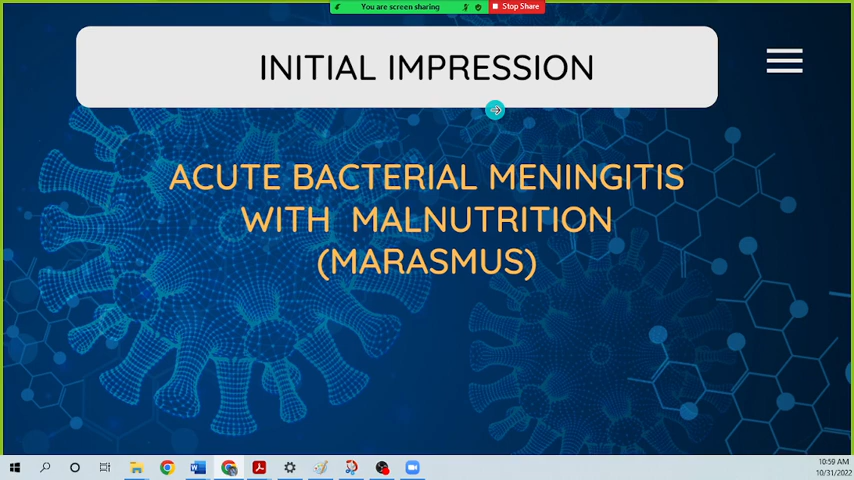 You are screen sharing
Stop Share
INITIAL IMPRESSION
ACUTE BACTERIAL MENINGITIS
WITH MALNUTRITION
(MARASMUS)
10:59 AM
10/31/2022